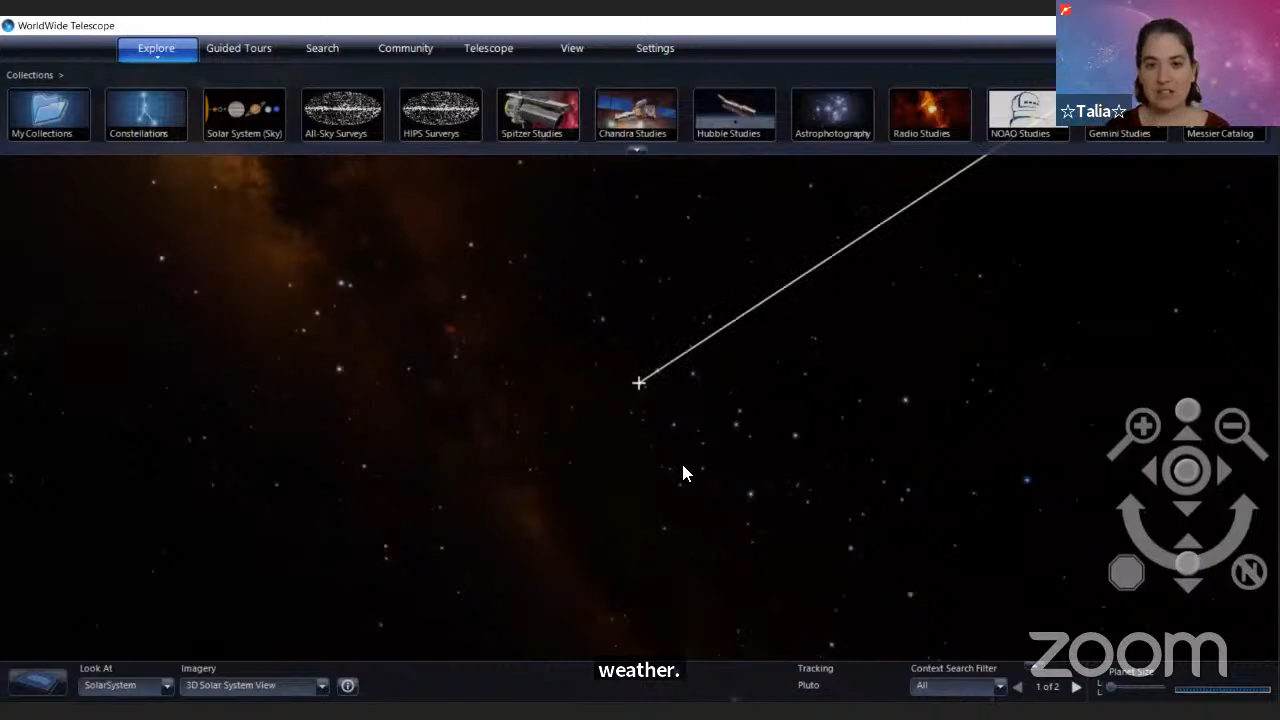 WorldWide Telescope
Explore Guided Tours Search Community Telescope View Settings
Collections >
My Collections Constellations Solar System (Sky) All-Sky Surveys HIPS Surverys Spitzer Studies Chandra Studies Hubble Studies Astrophotography Radio Studies NOAO Studies Gemini Studies Messier Catalog
☆Talia☆
N
zoom
weather.
Look At Imagery Tracking Context Search Filter Planet Size
SolarSystem 3D Solar System View Pluto All 1 of 2 L
L